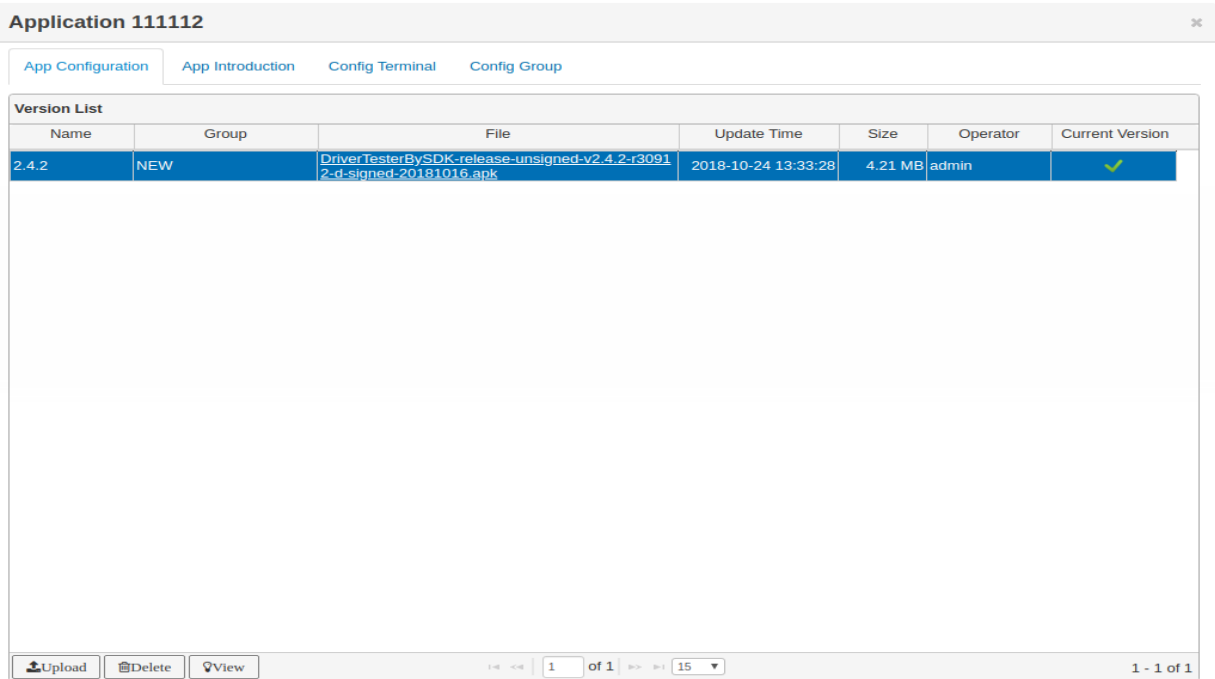 Application 111112
App Configuration App Introduction Config Terminal Config Group
Version List
Name Group File Update Time Size Operator Current Version
2.4.2 NEW DriverTesterBySDK-release-unsigned-v2.4.2-r3091 2018-10-24 13:33:28 4.21 MB admin
2-d-signed-20181016.apk
Upload Delete View 1 of 1 15 1 - 1 of 1